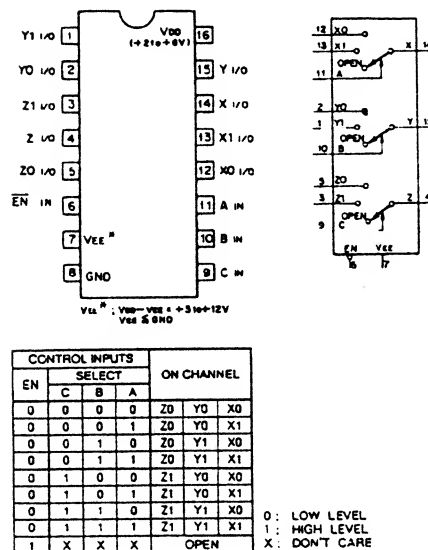 Y1 I/O 1
Y0 I/O 2
Z1 I/O 3
Z I/O 4
Z0 I/O 5
EN IN 6
7 VEE *
8 GND
VDD 16
(+2 to +6V)
15 Y I/O
14 X I/O
13 X1 I/O
12 X0 I/O
11 A IN
10 B IN
9 C IN
VEE * : VDD-VEE = +3 to +12V
VEE ≦ GND
12 X0
13 X1 X 14
OPEN
11 A
2 Y0
1 Y1 Y 15
OPEN
10 B
5 Z0
3 Z1 Z 4
OPEN
9 C
EN VEE
6 7
CONTROL INPUTS ON CHANNEL
EN SELECT
C B A
0 0 0 0 Z0 Y0 X0
0 0 0 1 Z0 Y0 X1
0 0 1 0 Z0 Y1 X0
0 0 1 1 Z0 Y1 X1
0 1 0 0 Z1 Y0 X0
0 1 0 1 Z1 Y0 X1
0 1 1 0 Z1 Y1 X0
0 1 1 1 Z1 Y1 X1
1 X X X OPEN
0 : LOW LEVEL
1 : HIGH LEVEL
X : DON'T CARE